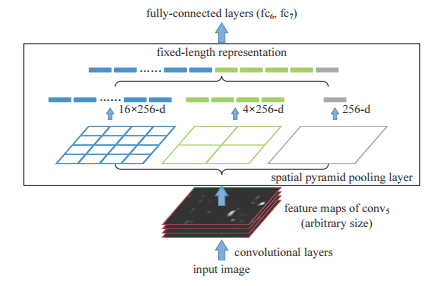 fully-connected layers (fc₆, fc₇)
fixed-length representation
......
......
16×256-d
4×256-d
256-d
spatial pyramid pooling layer
feature maps of conv₅
(arbitrary size)
convolutional layers
input image